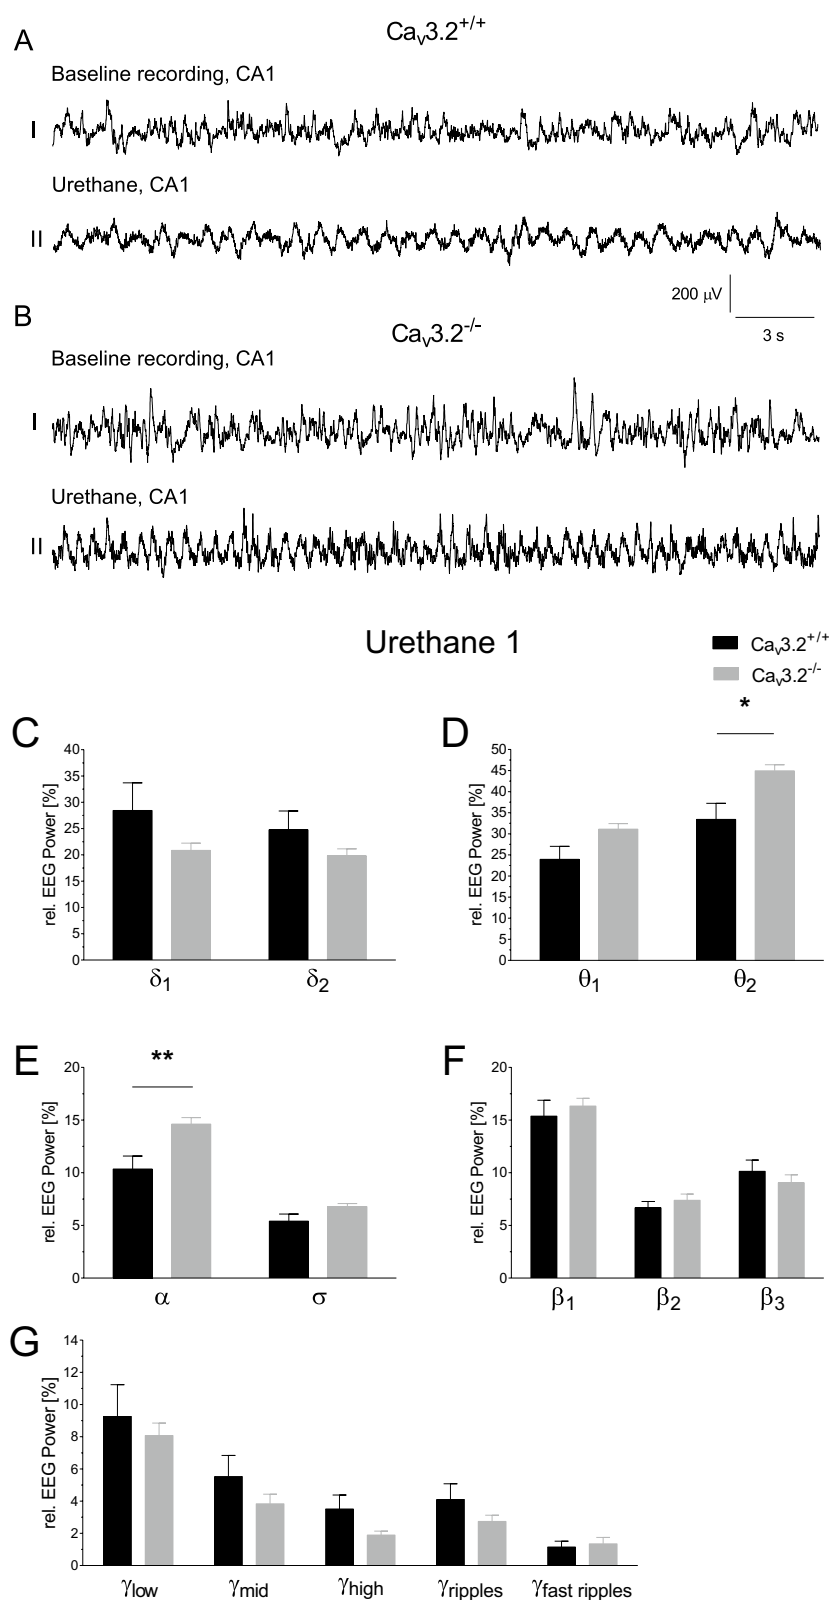 A
Caᵥ3.2⁺/⁺
Baseline recording, CA1
I
Urethane, CA1
II
200 μV
3 s
B
Caᵥ3.2⁻/⁻
Baseline recording, CA1
I
Urethane, CA1
II
Urethane 1
Caᵥ3.2⁺/⁺
Caᵥ3.2⁻/⁻
C
rel. EEG Power [%]
40
35
30
25
20
15
10
5
0
δ₁ δ₂
D
*
rel. EEG Power [%]
50
45
40
35
30
25
20
15
10
5
0
θ₁ θ₂
E
**
rel. EEG Power [%]
20
15
10
5
0
α σ
F
rel. EEG Power [%]
20
15
10
5
0
β₁ β₂ β₃
G
rel. EEG Power [%]
14
12
10
8
6
4
2
0
γlow γmid γhigh γripples γfast ripples